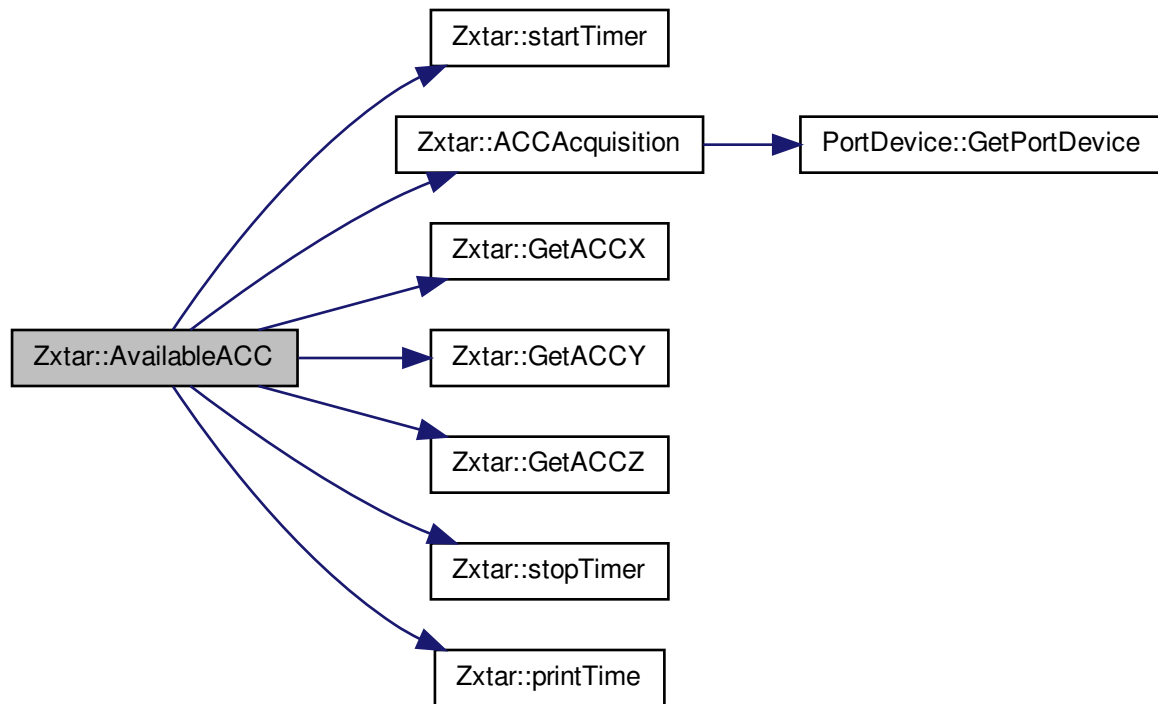 Zxtar::startTimer
Zxtar::ACCAcquisition
PortDevice::GetPortDevice
Zxtar::GetACCX
Zxtar::AvailableACC
Zxtar::GetACCY
Zxtar::GetACCZ
Zxtar::stopTimer
Zxtar::printTime